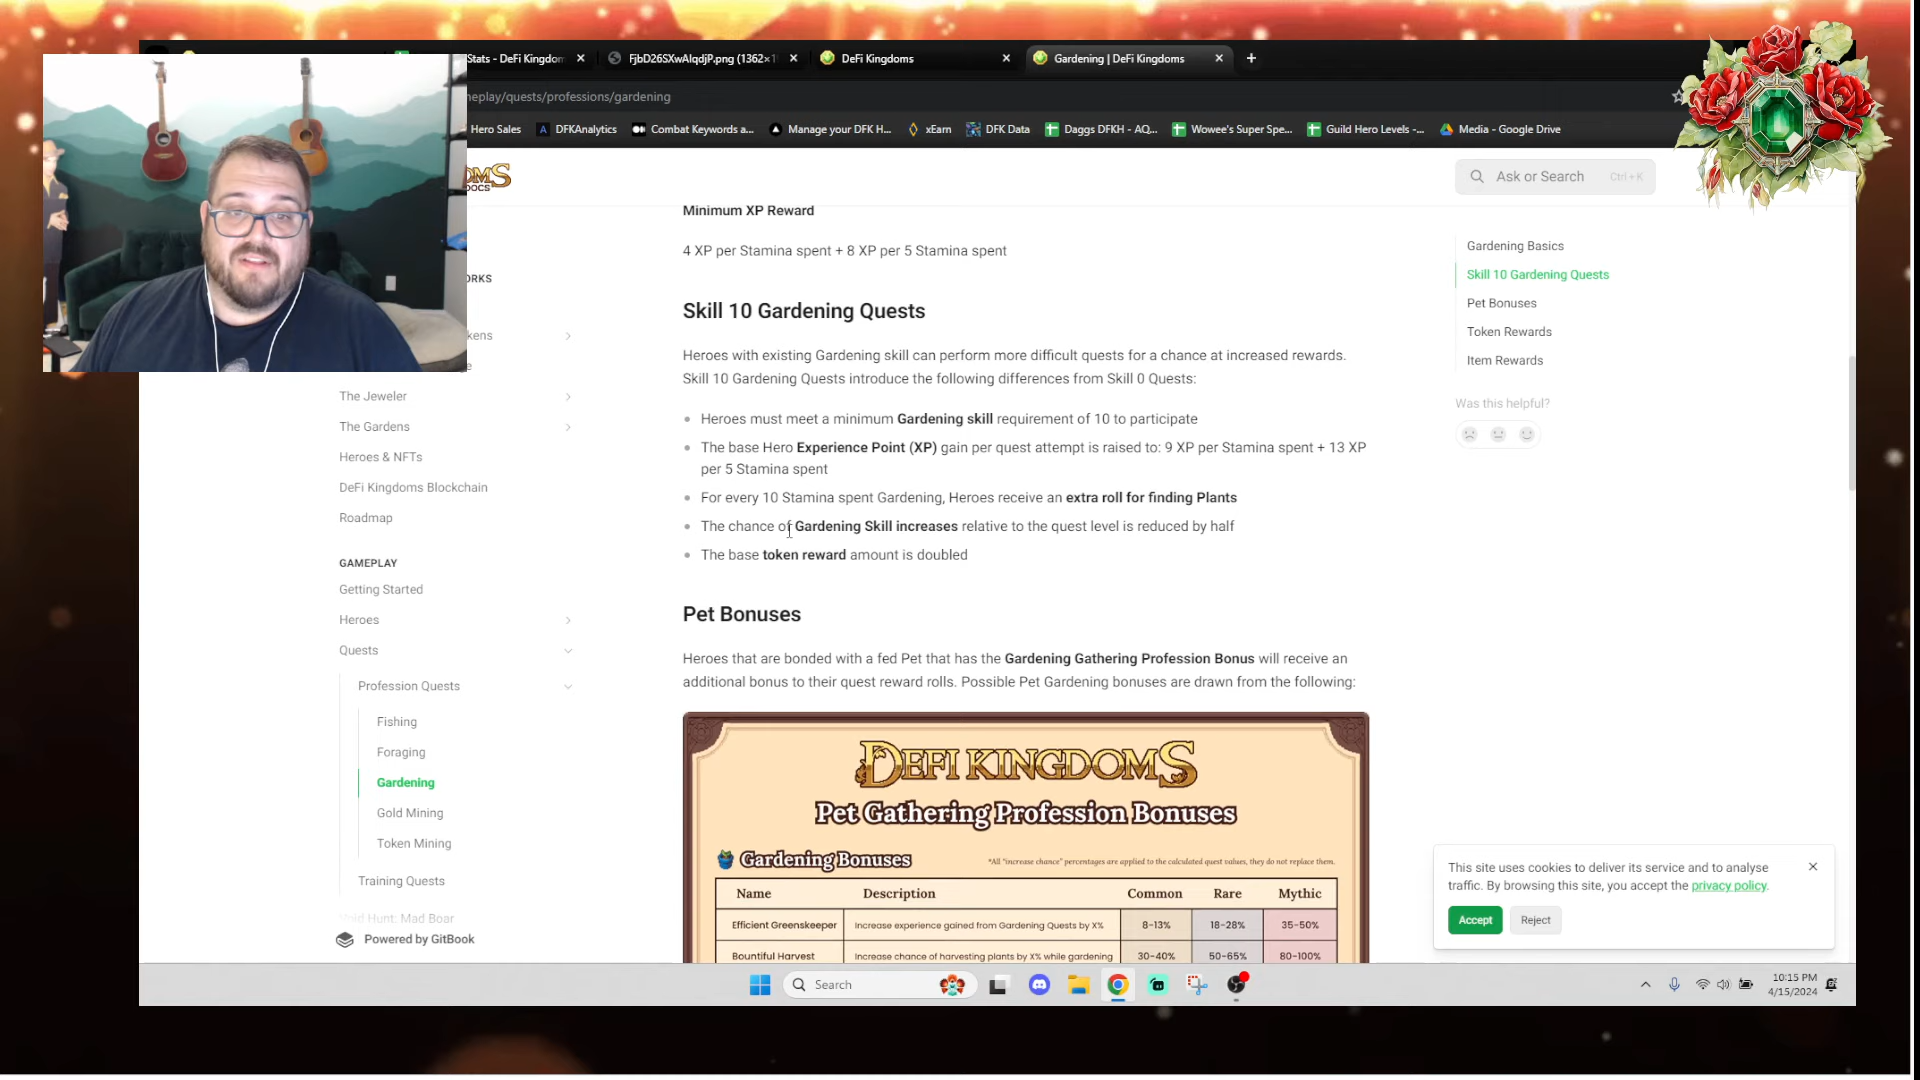 Stats - DeFi Kingdom
FjbD26SXwAlqdjP.png (1362×1
DeFi Kingdoms
Gardening | DeFi Kingdoms
eplay/quests/professions/gardening
Hero Sales
DFKAnalytics
Combat Keywords a...
Manage your DFK H...
xEarn
DFK Data
Daggs DFKH - AQ...
Wowee's Super Spe...
Guild Hero Levels -...
Media - Google Drive
DOCS
Ask or Search
Ctrl + K
ORKS
kens
The Jeweler
The Gardens
Heroes & NFTs
DeFi Kingdoms Blockchain
Roadmap
GAMEPLAY
Getting Started
Heroes
Quests
Profession Quests
Fishing
Foraging
Gardening
Gold Mining
Token Mining
Training Quests
Void Hunt: Mad Boar
Powered by GitBook
Minimum XP Reward
4 XP per Stamina spent + 8 XP per 5 Stamina spent
Skill 10 Gardening Quests
Heroes with existing Gardening skill can perform more difficult quests for a chance at increased rewards.
Skill 10 Gardening Quests introduce the following differences from Skill 0 Quests:
Heroes must meet a minimum Gardening skill requirement of 10 to participate
The base Hero Experience Point (XP) gain per quest attempt is raised to: 9 XP per Stamina spent + 13 XP
per 5 Stamina spent
For every 10 Stamina spent Gardening, Heroes receive an extra roll for finding Plants
The chance of Gardening Skill increases relative to the quest level is reduced by half
The base token reward amount is doubled
Pet Bonuses
Heroes that are bonded with a fed Pet that has the Gardening Gathering Profession Bonus will receive an
additional bonus to their quest reward rolls. Possible Pet Gardening bonuses are drawn from the following:
DEFI KINGDOMS
Pet Gathering Profession Bonuses
Gardening Bonuses
*All "increase chance" percentages are applied to the calculated quest values, they do not replace them.
Name Description Common Rare Mythic
Efficient Greenskeeper Increase experience gained from Gardening Quests by X% 8-13% 18-28% 35-50%
Bountiful Harvest Increase chance of harvesting plants by X% while gardening 30-40% 50-65% 80-100%
Gardening Basics
Skill 10 Gardening Quests
Pet Bonuses
Token Rewards
Item Rewards
Was this helpful?
This site uses cookies to deliver its service and to analyse
traffic. By browsing this site, you accept the privacy policy.
Accept
Reject
Search
10:15 PM
4/15/2024